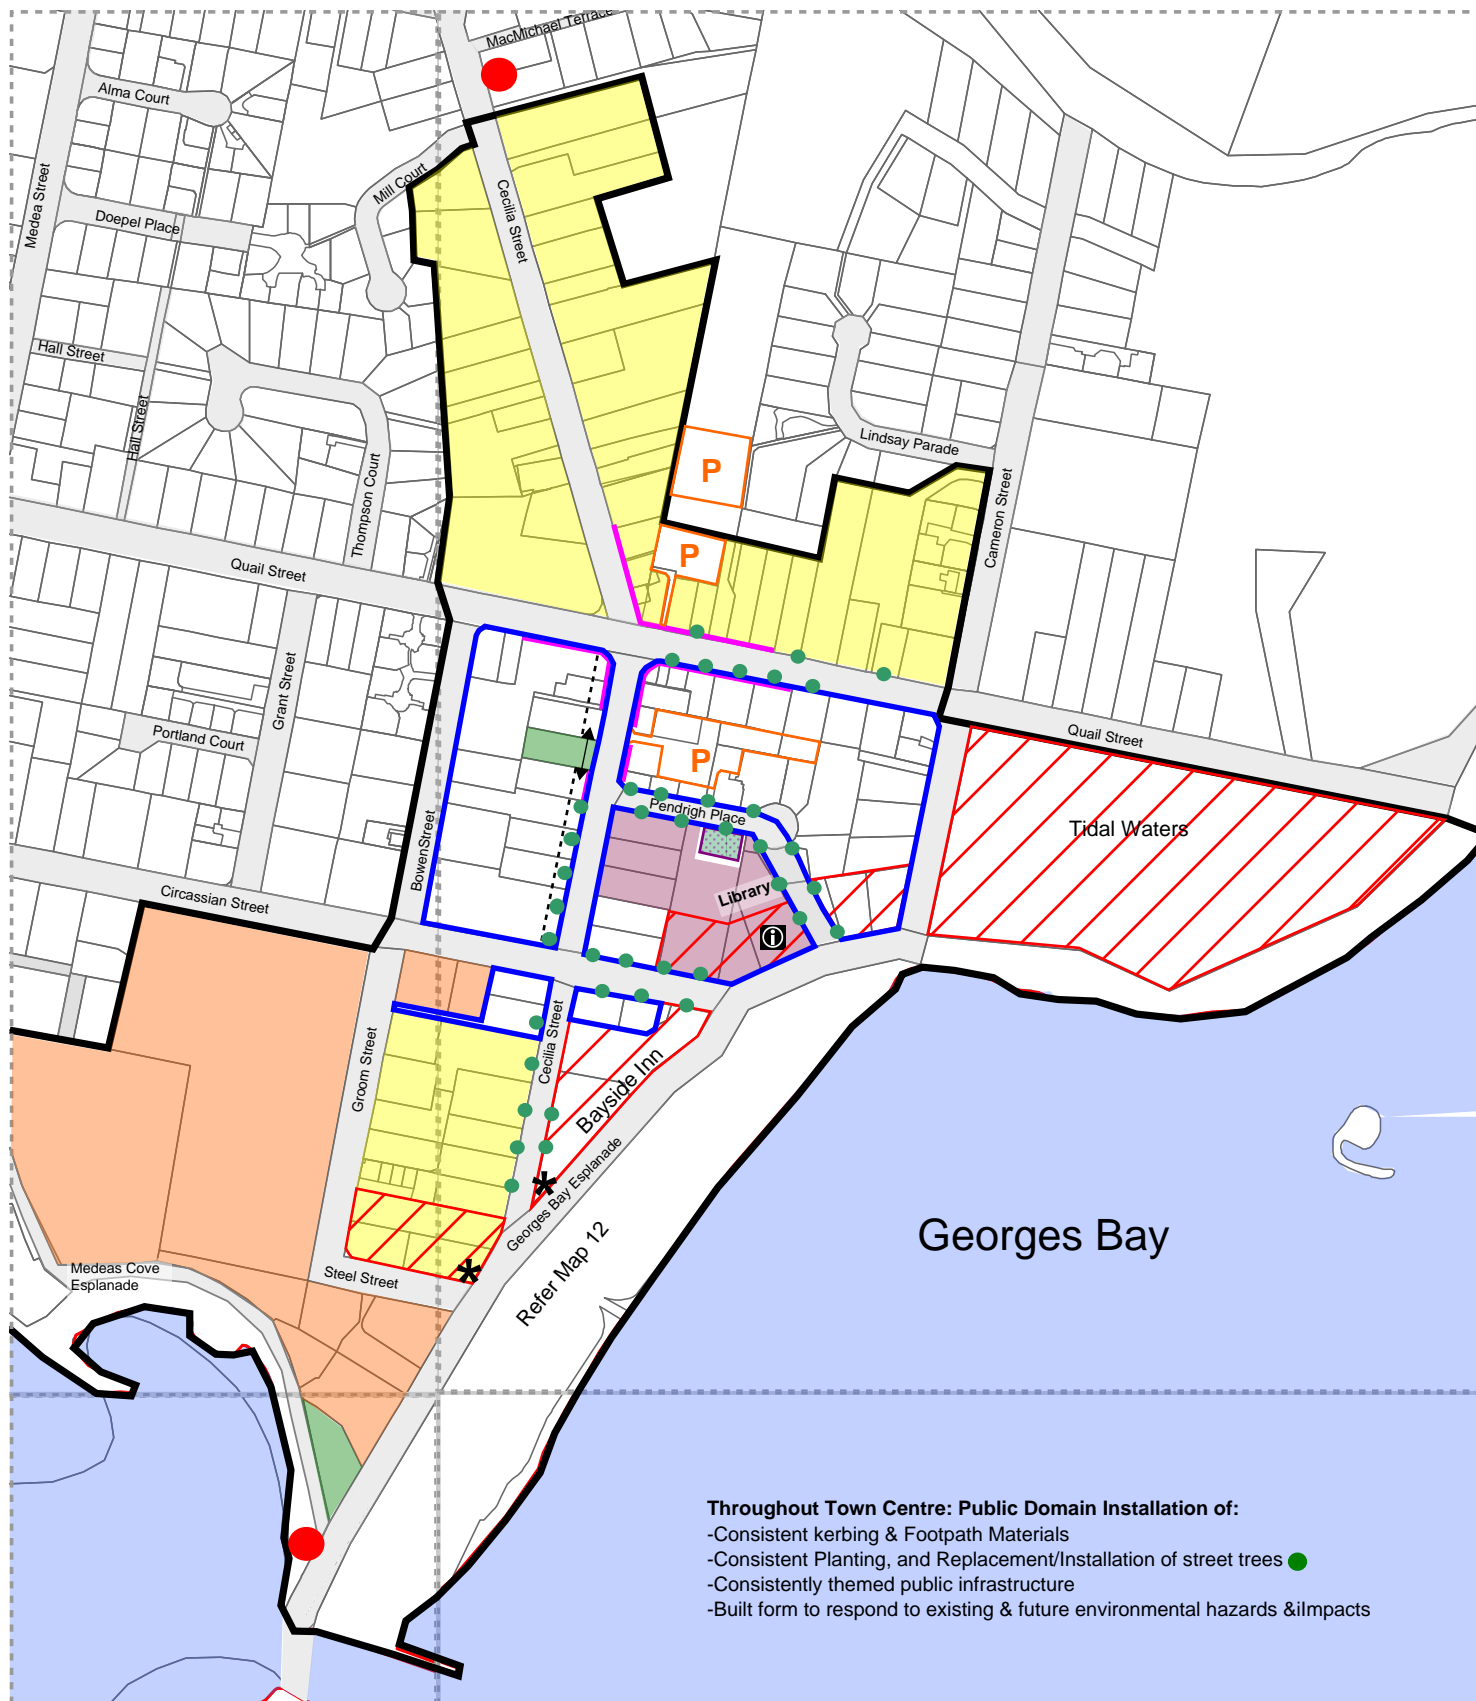 MacMichael Terrace
Alma Court
Mill Court
Medea Street
Doepel Place
Cecilia Street
Hall Street
Hall Street
Lindsay Parade
P
Thompson Court
Cameron Street
P
Quail Street
Grant Street
Portland Court
Quail Street
P
Pendrigh Place
Tidal Waters
BowenStreet
Circassian Street
Library
i
Groom Street
Cecilia Street
Bayside Inn
*
Georges Bay Esplanade
Georges Bay
Refer Map 12
Medeas Cove
Esplanade
Steel Street
*
Throughout Town Centre: Public Domain Installation of:
-Consistent kerbing & Footpath Materials
-Consistent Planting, and Replacement/Installation of street trees
-Consistently themed public infrastructure
-Built form to respond to existing & future environmental hazards &iImpacts